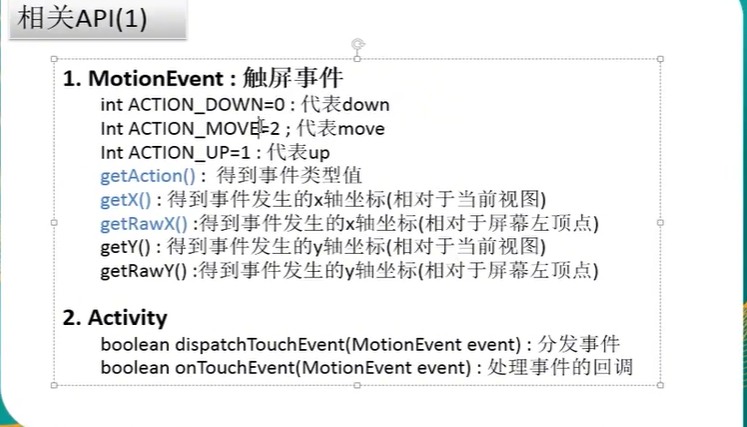 相关API(1)
1. MotionEvent : 触屏事件
int ACTION_DOWN=0 : 代表down
Int ACTION_MOVE=2 ; 代表move
Int ACTION_UP=1 : 代表up
getAction() : 得到事件类型值
getX() : 得到事件发生的x轴坐标(相对于当前视图)
getRawX() :得到事件发生的x轴坐标(相对于屏幕左顶点)
getY() : 得到事件发生的y轴坐标(相对于当前视图)
getRawY() :得到事件发生的y轴坐标(相对于屏幕左顶点)
2. Activity
boolean dispatchTouchEvent(MotionEvent event) : 分发事件
boolean onTouchEvent(MotionEvent event) : 处理事件的回调